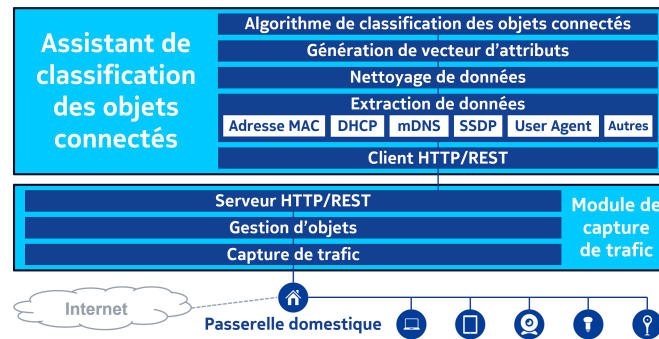 Assistant de
classification
des objets
connectés
Algorithme de classification des objets connectés
Génération de vecteur d'attributs
Nettoyage de données
Extraction de données
Adresse MAC
DHCP
mDNS
SSDP
User Agent
Autres
Client HTTP/REST
Serveur HTTP/REST
Gestion d'objets
Capture de trafic
Module de
capture
de trafic
Internet
Passerelle domestique